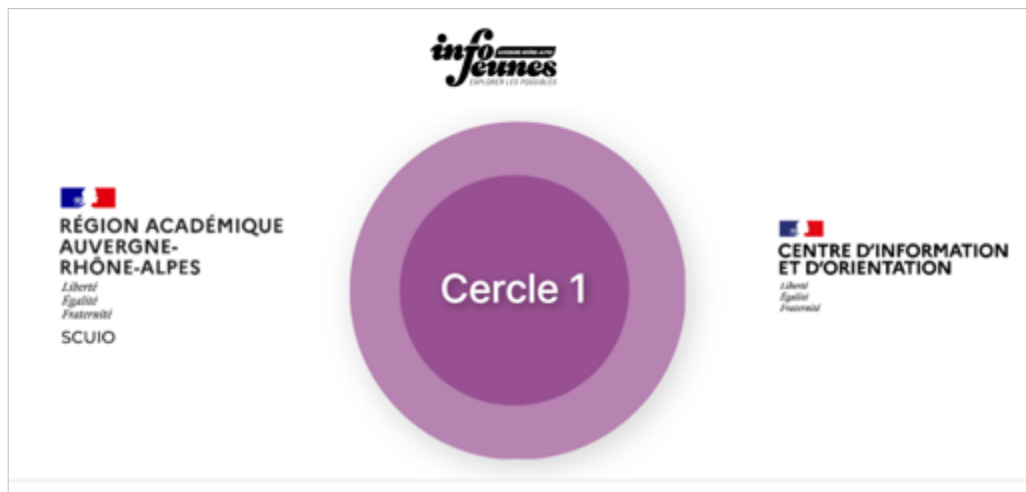 info
Jeunes
EXPLORER LES POSSIBLES
RÉGION ACADÉMIQUE
AUVERGNE-
RHÔNE-ALPES
Liberté
Égalité
Fraternité
SCUIO
Cercle 1
CENTRE D'INFORMATION
ET D'ORIENTATION
Liberté
Égalité
Fraternité